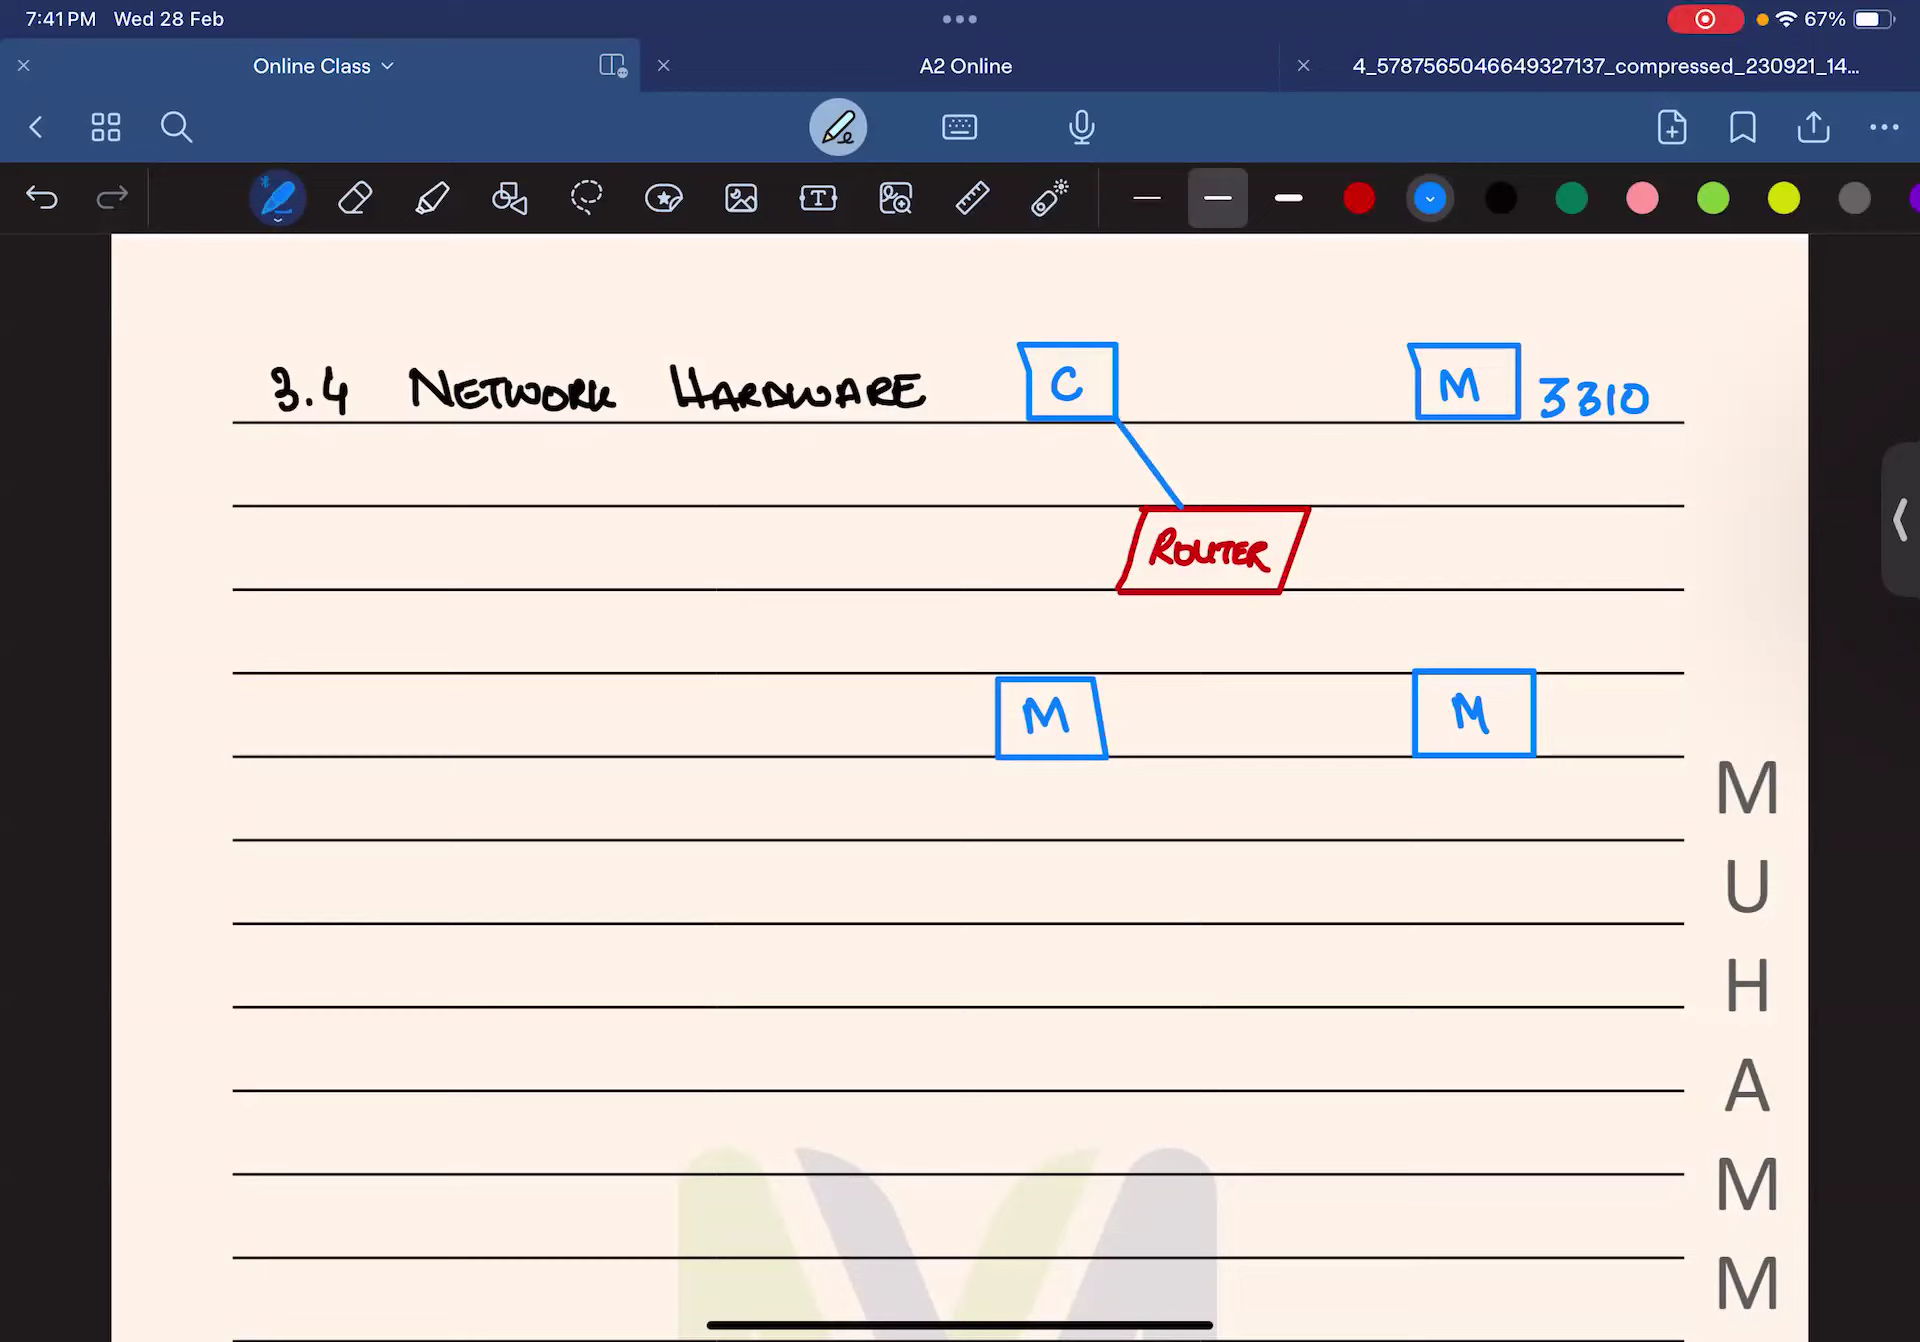 7:41 PM Wed 28 Feb
67%
Online Class
A2 Online
4_5787565046649327137_compressed_230921_14...
3.4 NETWORK HARDWARE
C
M
3310
ROUTER
M
M
M
U
H
A
M
M